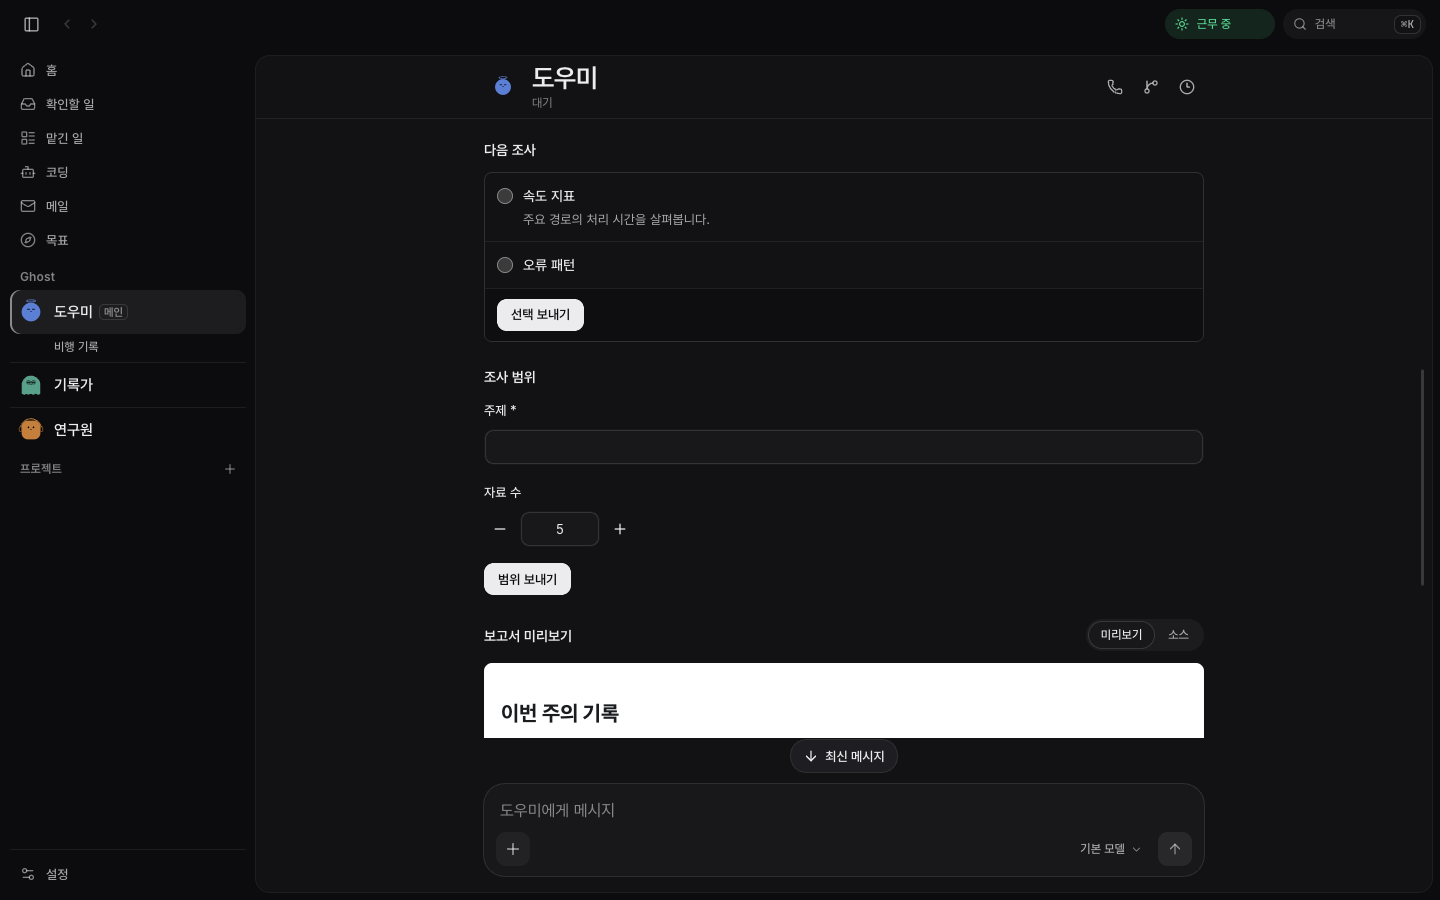 근무 중
검색
⌘K
홈
확인할 일
맡긴 일
코딩
메일
목표
Ghost
도우미 메인
비행 기록
기록가
연구원
프로젝트
설정
도우미
대기
다음 조사
속도 지표
주요 경로의 처리 시간을 살펴봅니다.
오류 패턴
선택 보내기
조사 범위
주제 *
자료 수
5
범위 보내기
보고서 미리보기
미리보기 소스
이번 주의 기록
최신 메시지
도우미에게 메시지
기본 모델